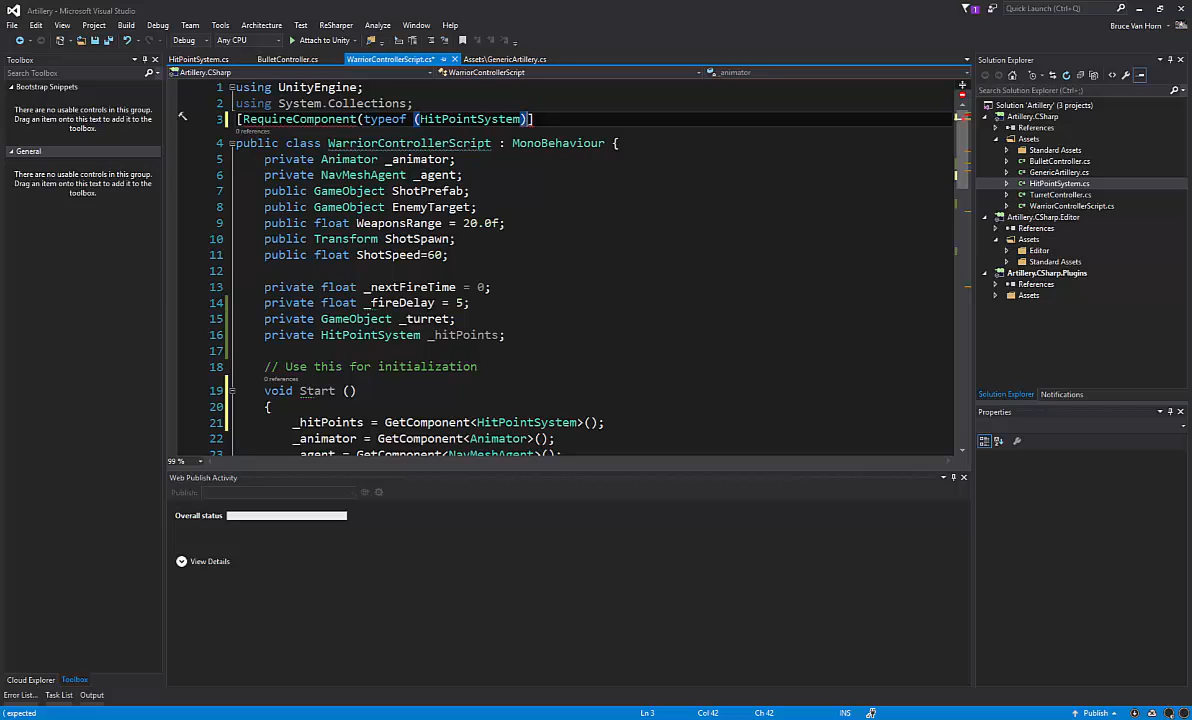 Artillery - Microsoft Visual Studio
1
Quick Launch (Ctrl+;)
File Edit View Project Build Debug Team Tools Architecture Test ReSharper Analyze Window Help
Bruce Van Horn
Debug Any CPU Attach to Unity
Toolbox
Search Toolbox
Bootstrap Snippets
There are no usable controls in this group.
Drag an item onto this text to add it to the
toolbox.
General
There are no usable controls in this group.
Drag an item onto this text to add it to the
toolbox.
Cloud Explorer Toolbox
HitPointSystem.cs BulletController.cs WarriorControllerScript.cs* Assets\GenericArtillery.cs
Artillery.CSharp WarriorControllerScript _animator
1 using UnityEngine;
2 using System.Collections;
3 [RequireComponent(typeof (HitPointSystem)]
0 references
4 public class WarriorControllerScript : MonoBehaviour {
5 private Animator _animator;
6 private NavMeshAgent _agent;
7 public GameObject ShotPrefab;
8 public GameObject EnemyTarget;
9 public float WeaponsRange = 20.0f;
10 public Transform ShotSpawn;
11 public float ShotSpeed=60;
12
13 private float _nextFireTime = 0;
14 private float _fireDelay = 5;
15 private GameObject _turret;
16 private HitPointSystem _hitPoints;
17
18 // Use this for initialization
0 references
19 void Start ()
20 {
21 _hitPoints = GetComponent<HitPointSystem>();
22 _animator = GetComponent<Animator>();
23 _agent = GetComponent<NavMeshAgent>();
99 %
Web Publish Activity
Publish:
Overall status
View Details
Solution Explorer
Search Solution Explorer (Ctrl+;)
Solution 'Artillery' (3 projects)
Artillery.CSharp
References
Assets
Standard Assets
BulletController.cs
GenericArtillery.cs
HitPointSystem.cs
TurretController.cs
WarriorControllerScript.cs
Artillery.CSharp.Editor
References
Assets
Editor
Standard Assets
Artillery.CSharp.Plugins
References
Assets
Solution Explorer Notifications
Properties
Error List... Task List Output
( expected Ln 3 Col 42 Ch 42 INS Publish